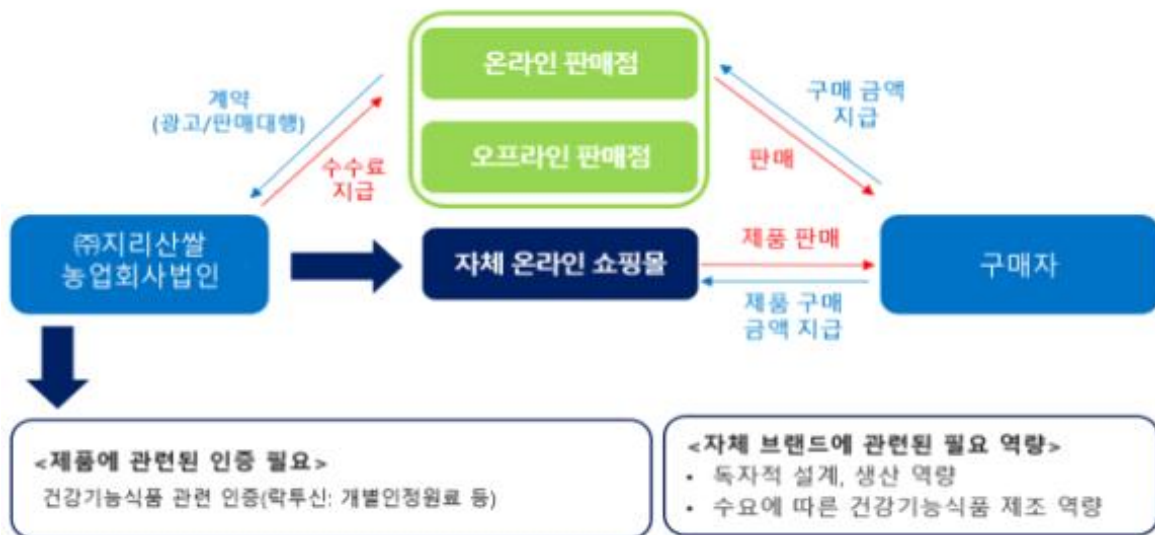 온라인 판매점
계약
(광고/판매대행)
구매 금액
지급
오프라인 판매점
수수료
지급
판매
㈜지리산쌀
농업회사법인
자체 온라인 쇼핑몰
제품 판매
구매자
제품 구매
금액 지급
<제품에 관련된 인증 필요>
건강기능식품 관련 인증(락투신: 개별인정원료 등)
<자체 브랜드에 관련된 필요 역량>
• 독자적 설계, 생산 역량
• 수요에 따른 건강기능식품 제조 역량